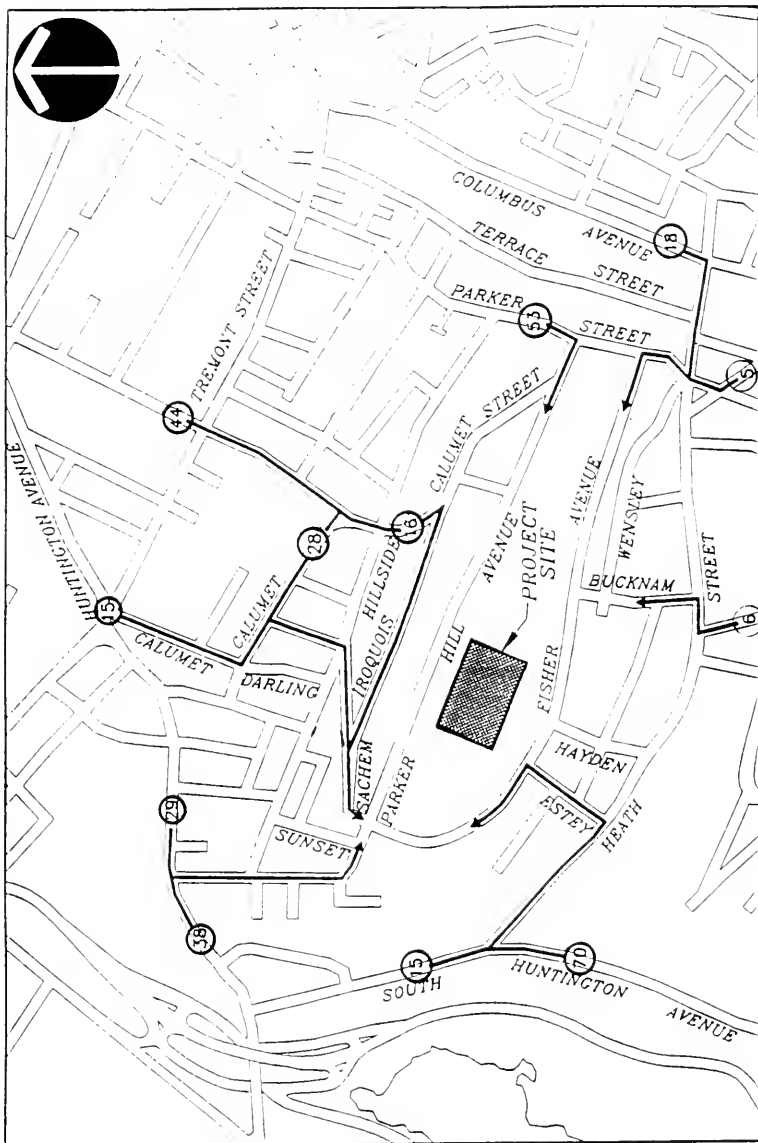 COLUMBUS AVENUE
TERRACE STREET
18
PARKER STREET
53
TREMONT STREET
44
CALUMET STREET
HUNTINGTON AVENUE
15
28
16
HILLSIDE
CALUMET
CALUMET
IROQUOIS
DARLING
HILL AVENUE
PROJECT
SITE
AVENUE
FISHER
WENSLEY
BUCKNAM
STREET
6
SACHEM
PARKER
SUNSET
HAYDEN
ESTEY
HEATH
29
38
15
70
SOUTH
HUNTINGTON
AVENUE